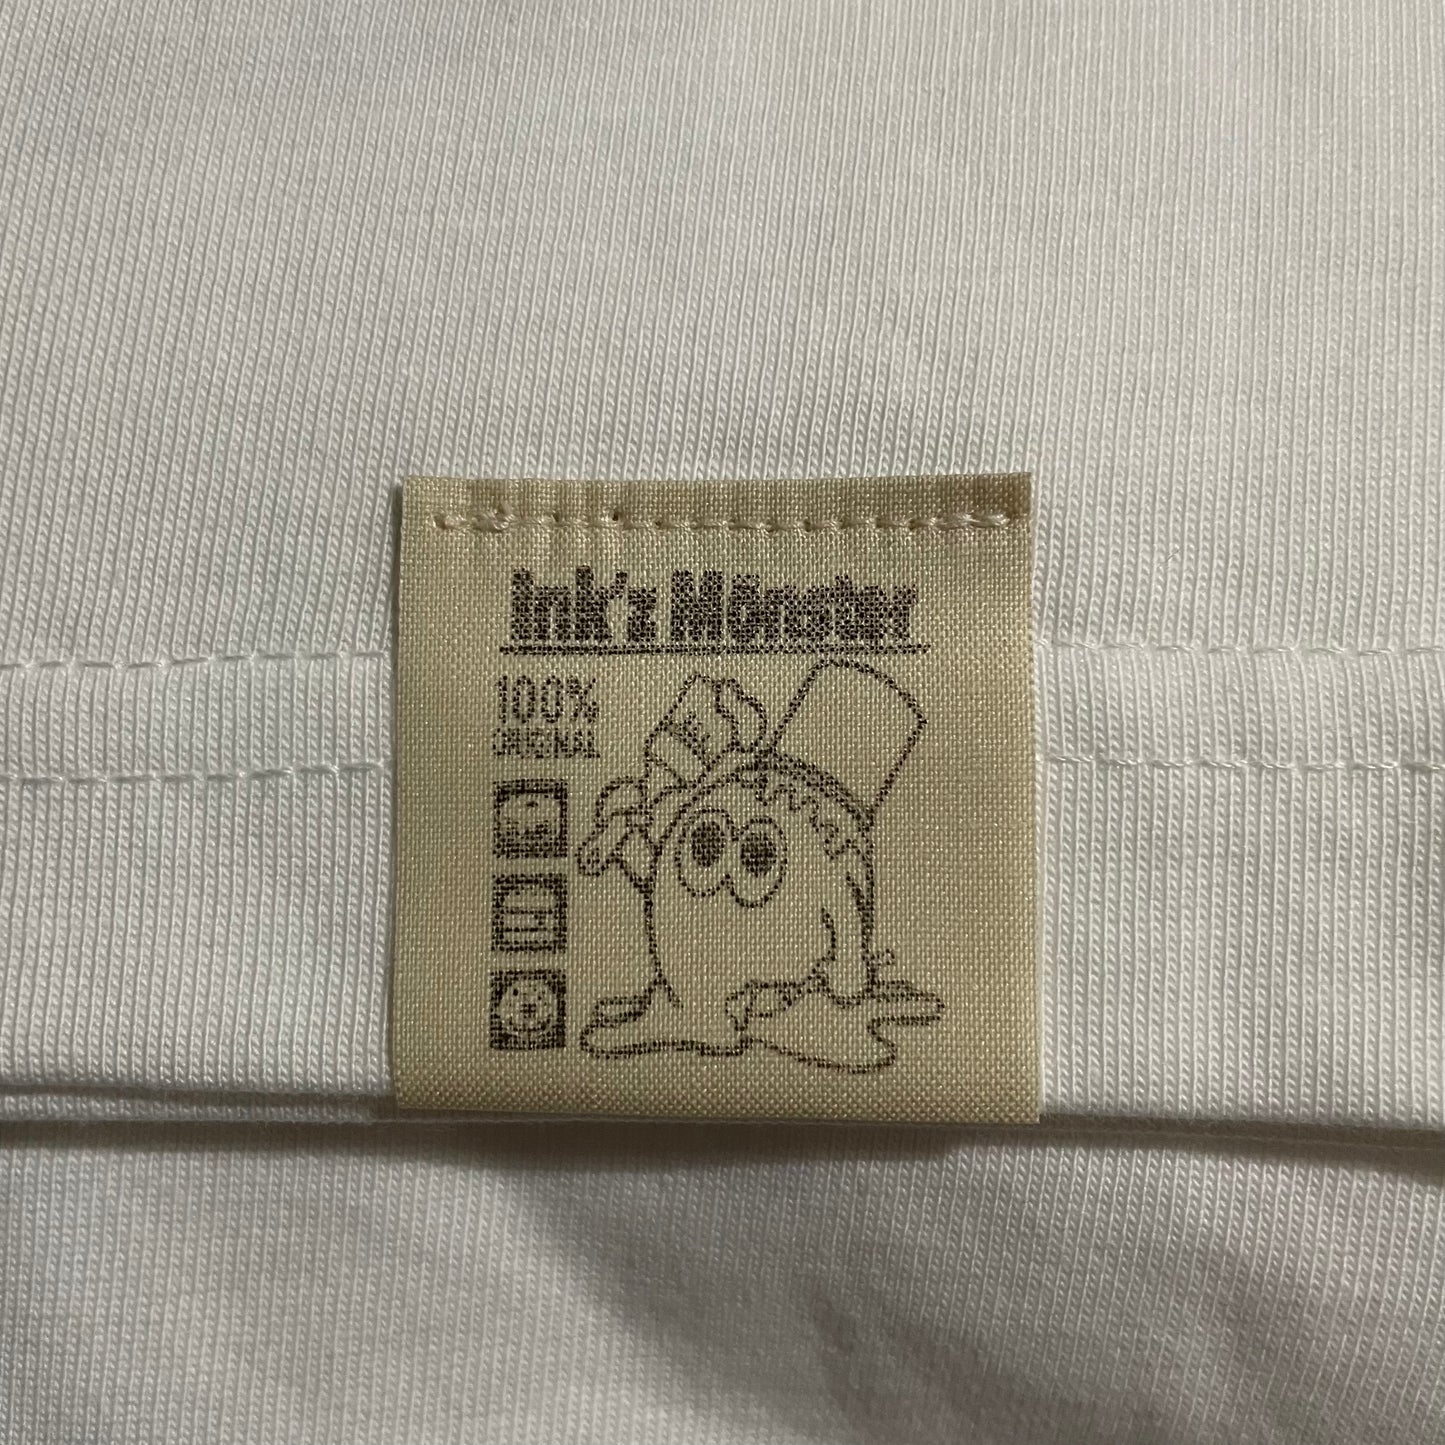 Ink'z Mönster
100%
ORIGINAL